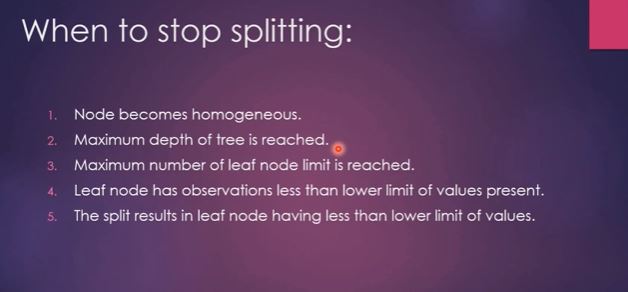 When to stop splitting:
1. Node becomes homogeneous.
2. Maximum depth of tree is reached.
3. Maximum number of leaf node limit is reached.
4. Leaf node has observations less than lower limit of values present.
5. The split results in leaf node having less than lower limit of values.